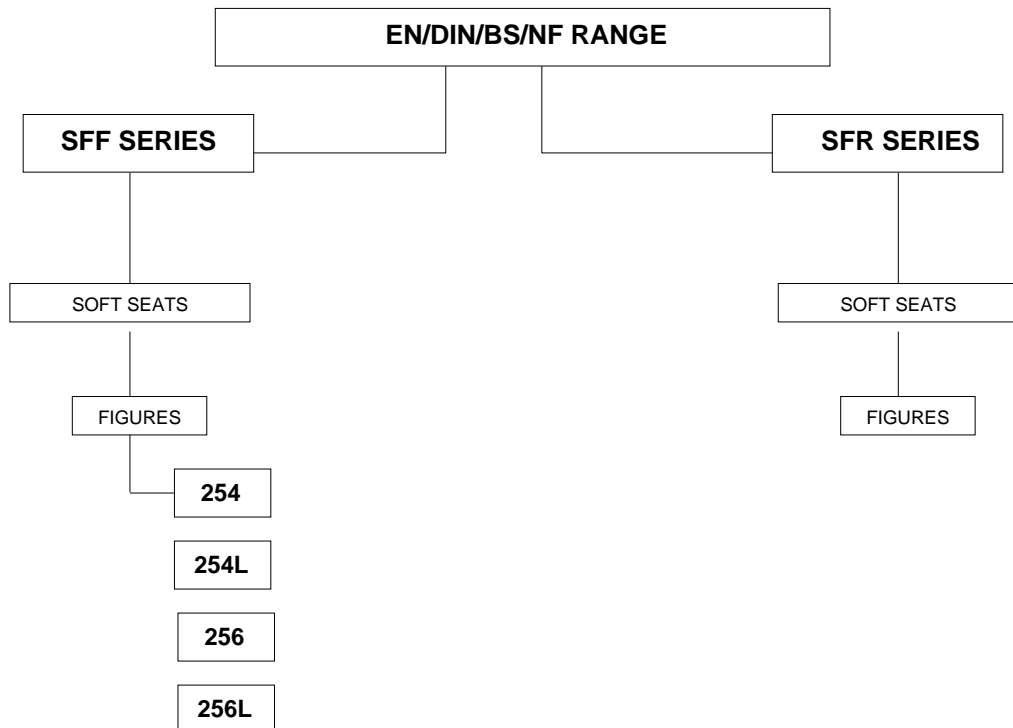 EN/DIN/BS/NF RANGE
SFF SERIES
SFR SERIES
SOFT SEATS
SOFT SEATS
FIGURES
FIGURES
254
254L
256
256L